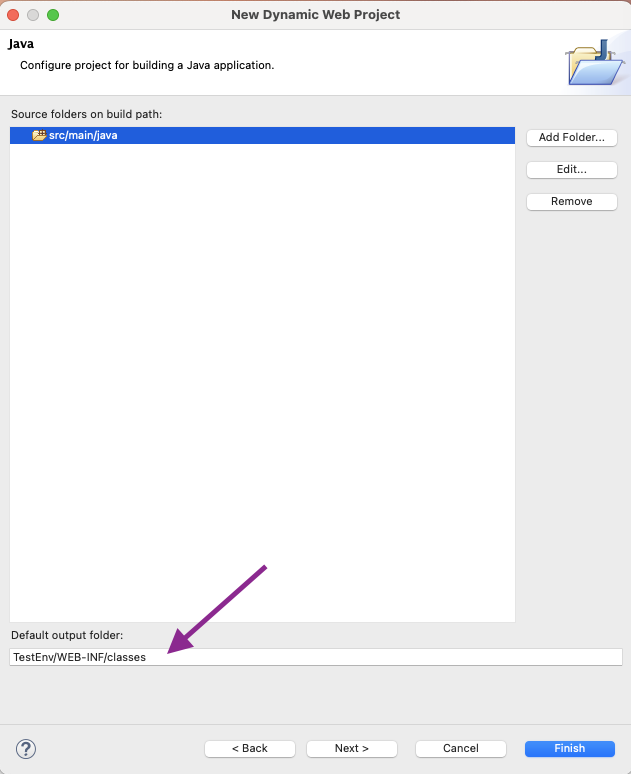 New Dynamic Web Project
Java
Configure project for building a Java application.
Source folders on build path:
src/main/java
Add Folder...
Edit...
Remove
Default output folder:
TestEnv/WEB-INF/classes
?
< Back
Next >
Cancel
Finish